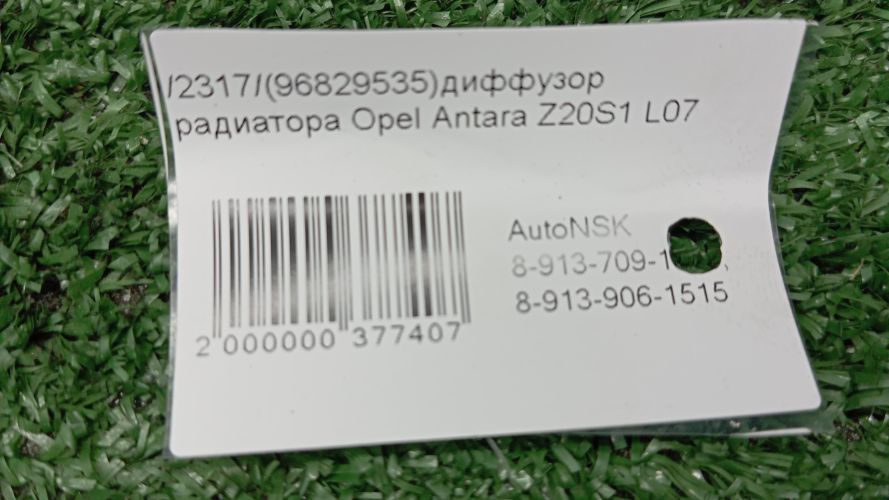 /2317/(96829535)диффузор
радиатора Opel Antara Z20S1 L07
AutoNSK
8-913-906-1515
2 000000 377407